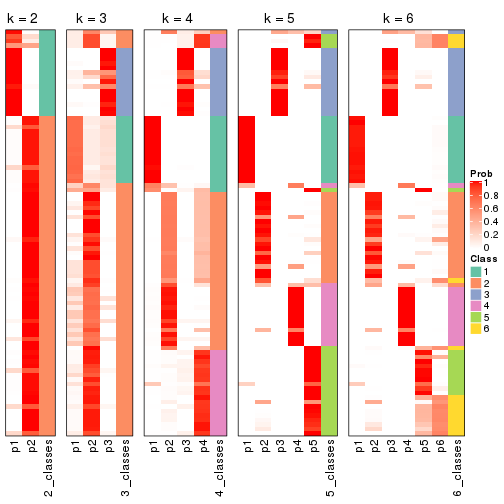 k = 2
k = 3
k = 4
k = 5
k = 6
Prob
1
0.8
0.6
0.4
0.2
0
Class
1
2
3
4
5
6
p1
p2
2_classes
p1
p2
p3
3_classes
p1
p2
p3
p4
4_classes
p1
p2
p3
p4
p5
5_classes
p1
p2
p3
p4
p5
p6
6_classes